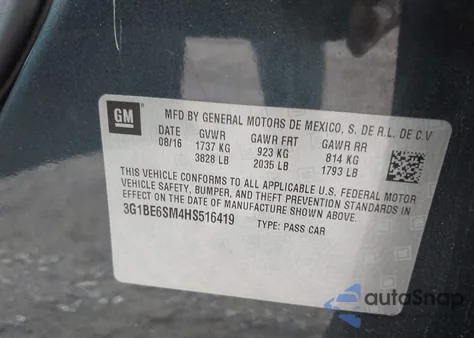 GM
MFD BY GENERAL MOTORS DE MEXICO, S. DE R.L. DE C.V
08/16 GVWR GAWR FRT GAWR RR
1737 KG 923 KG 814 KG
3828 LB 2035 LB 1793 LB
THIS VEHICLE CONFORMS TO ALL APPLICABLE U.S. FEDERAL MOTOR
VEHICLE SAFETY, BUMPER, AND THEFT PREVENTION STANDARDS IN
EFFECT ON THE DATE OF MANUFACTURE SHOWN ABOVE.
3G1BE6SM4HS516419 TYPE: PASS CAR
autoSnap